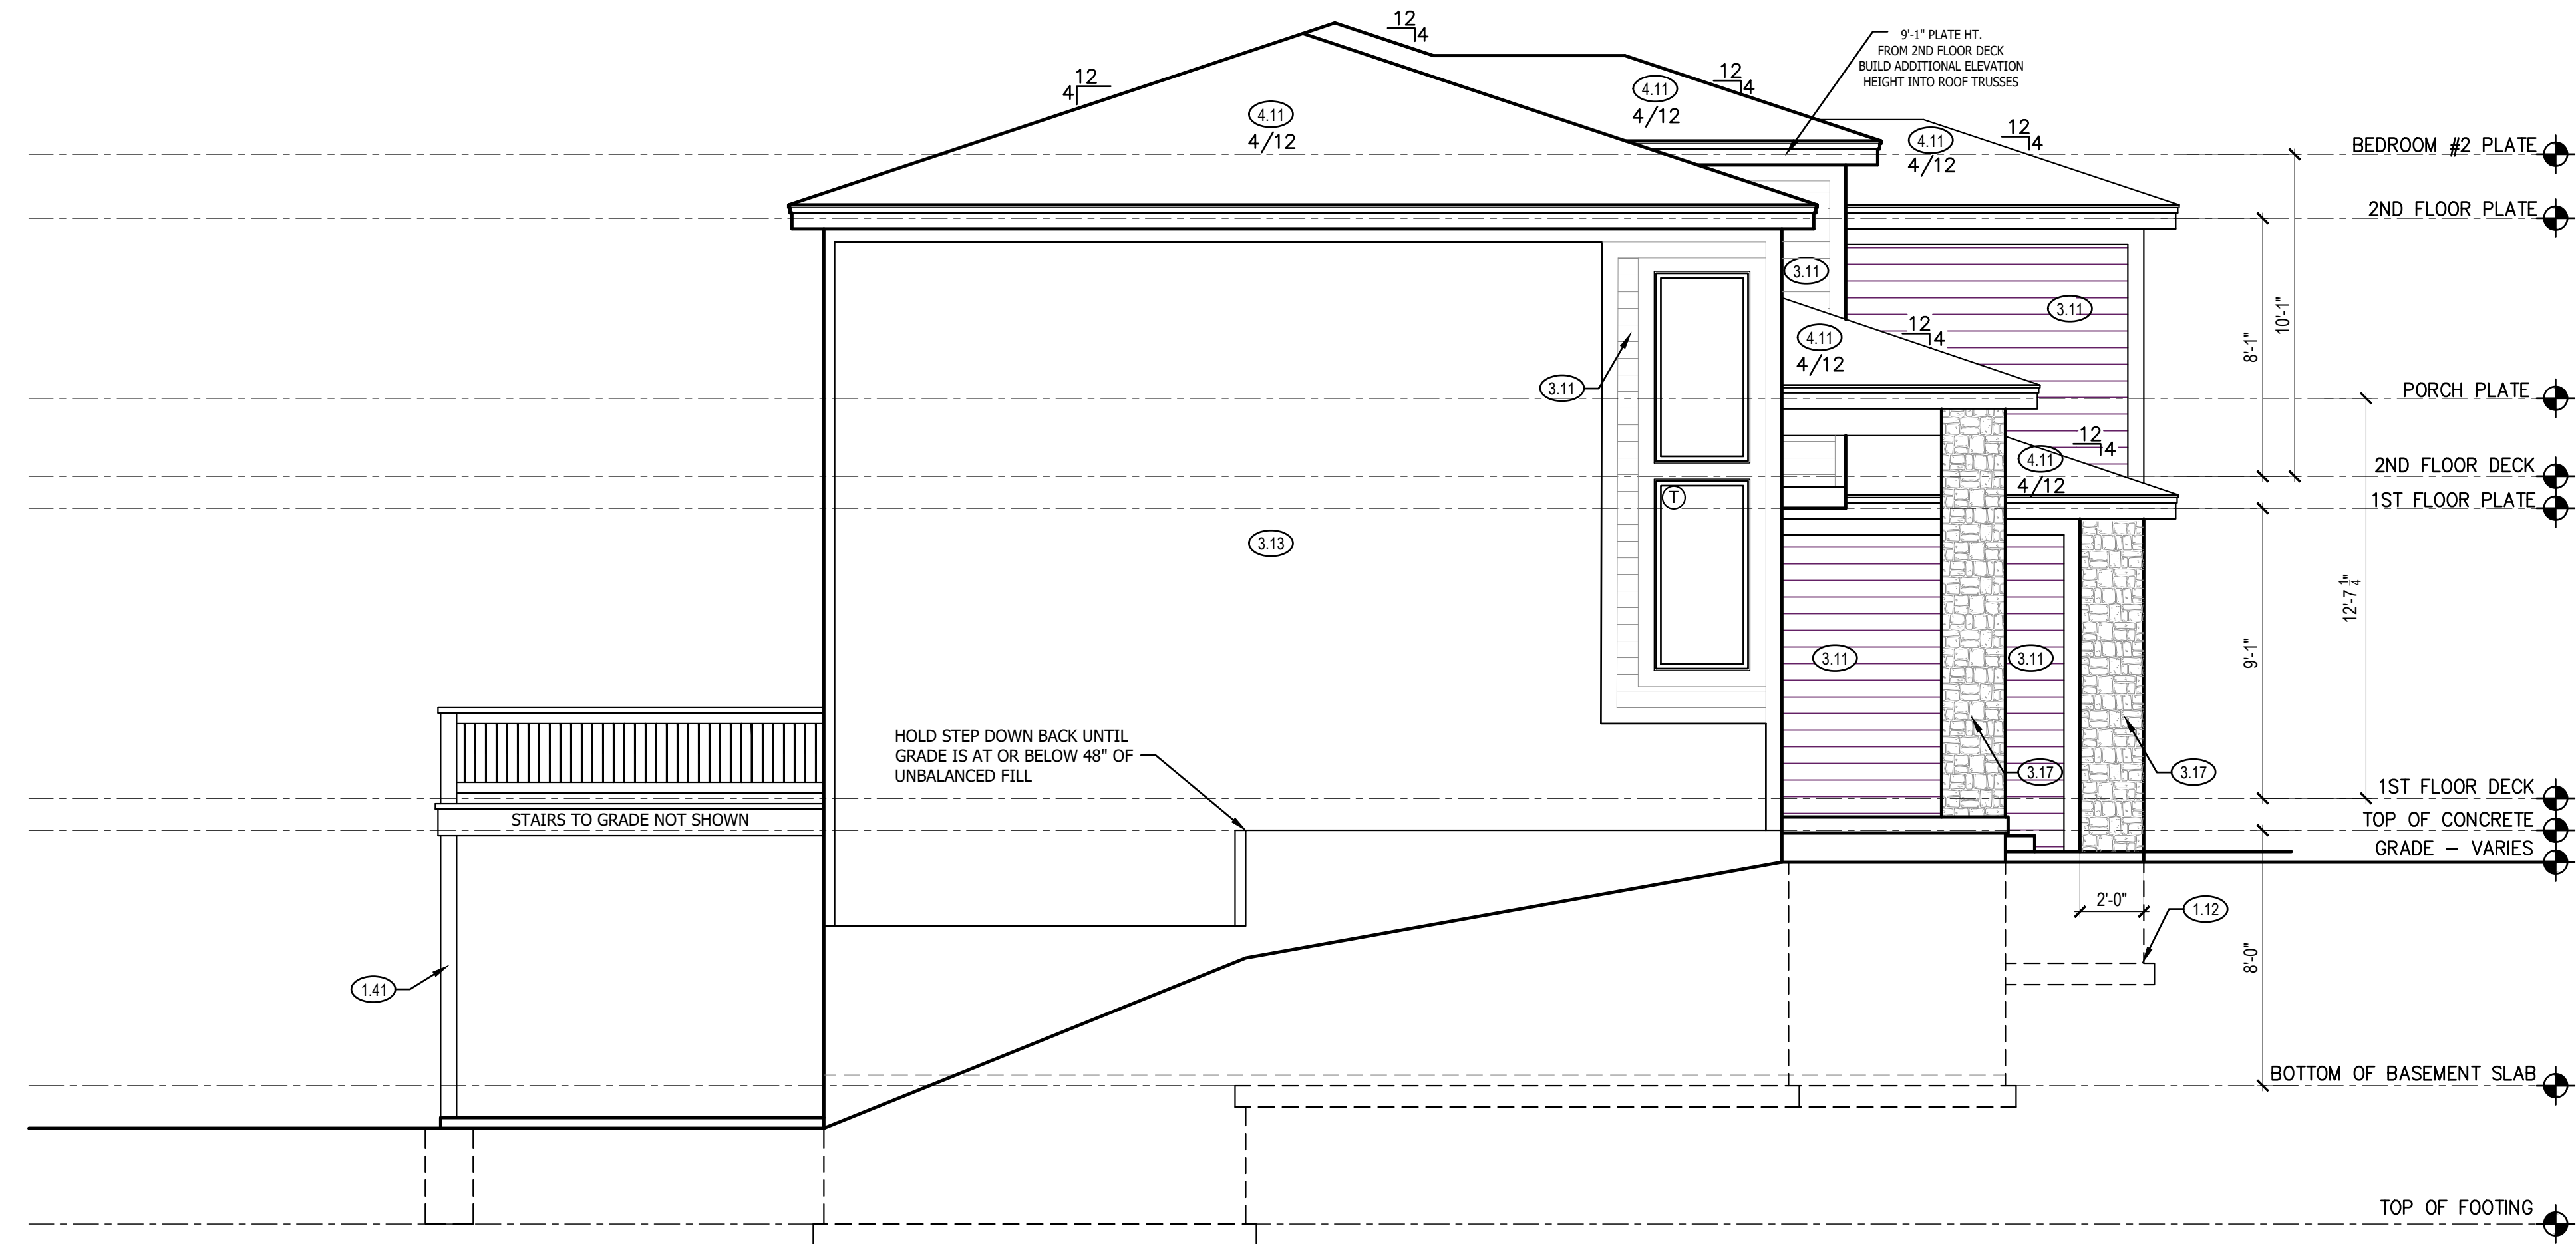 12
4
9'-1" PLATE HT.
FROM 2ND FLOOR DECK
BUILD ADDITIONAL ELEVATION
HEIGHT INTO ROOF TRUSSES
12
4
12
4
4.11
4/12
4.11
4/12
4.11
4/12
12
4
BEDROOM #2 PLATE
2ND FLOOR PLATE
3.11
3.11
10'-1"
8'-1"
4.11
4/12
12
4
3.11
PORCH PLATE
12
4
4.11
4/12
2ND FLOOR DECK
1ST FLOOR PLATE
T
3.13
12'-7 1/4"
9'-1"
3.11
3.11
HOLD STEP DOWN BACK UNTIL
GRADE IS AT OR BELOW 48" OF
UNBALANCED FILL
3.17
3.17
1ST FLOOR DECK
STAIRS TO GRADE NOT SHOWN
TOP OF CONCRETE
GRADE - VARIES
2'-0"
1.12
8'-0"
1.41
BOTTOM OF BASEMENT SLAB
TOP OF FOOTING